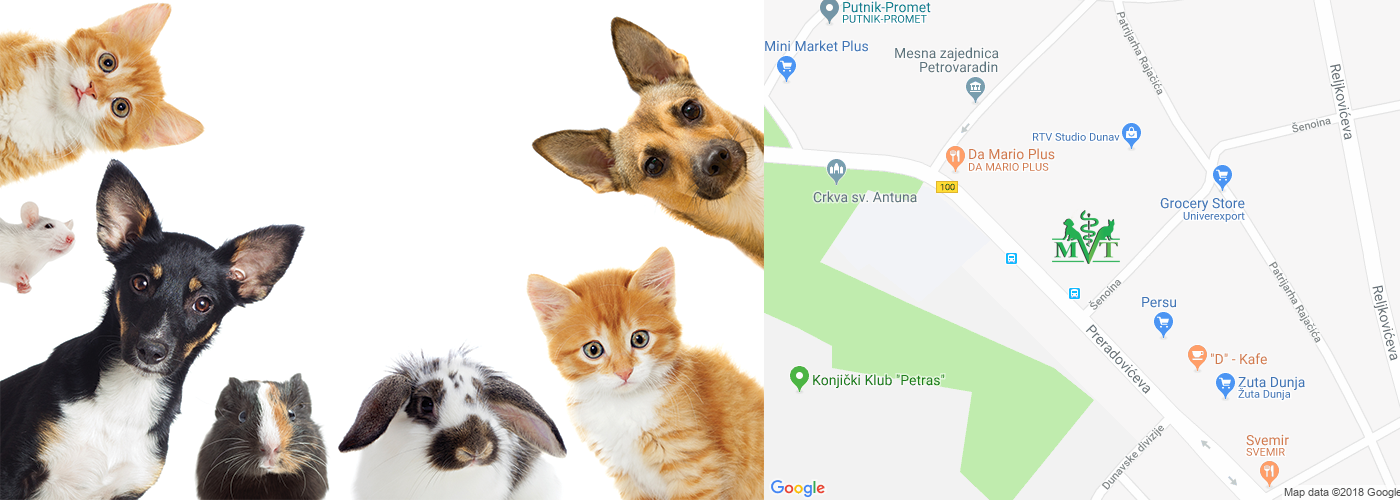 Putnik-Promet
PUTNIK-PROMET
Mini Market Plus
Mesna zajednica
Petrovaradin
Patrijarha Rajačića
Reljkovićeva
Šenoina
RTV Studio Dunav
Da Mario Plus
DA MARIO PLUS
100
Crkva sv. Antuna
Grocery Store
Univerexport
MVT
Šenoina
Patrijarha Rajačića
Reljkovićeva
Persu
Preradovićeva
"D" - Kafe
Konjički Klub "Petras"
Zuta Dunja
Žuta Dunja
Dunavske divizije
Svemir
SVEMIR
Google
Map data ©2018 Google